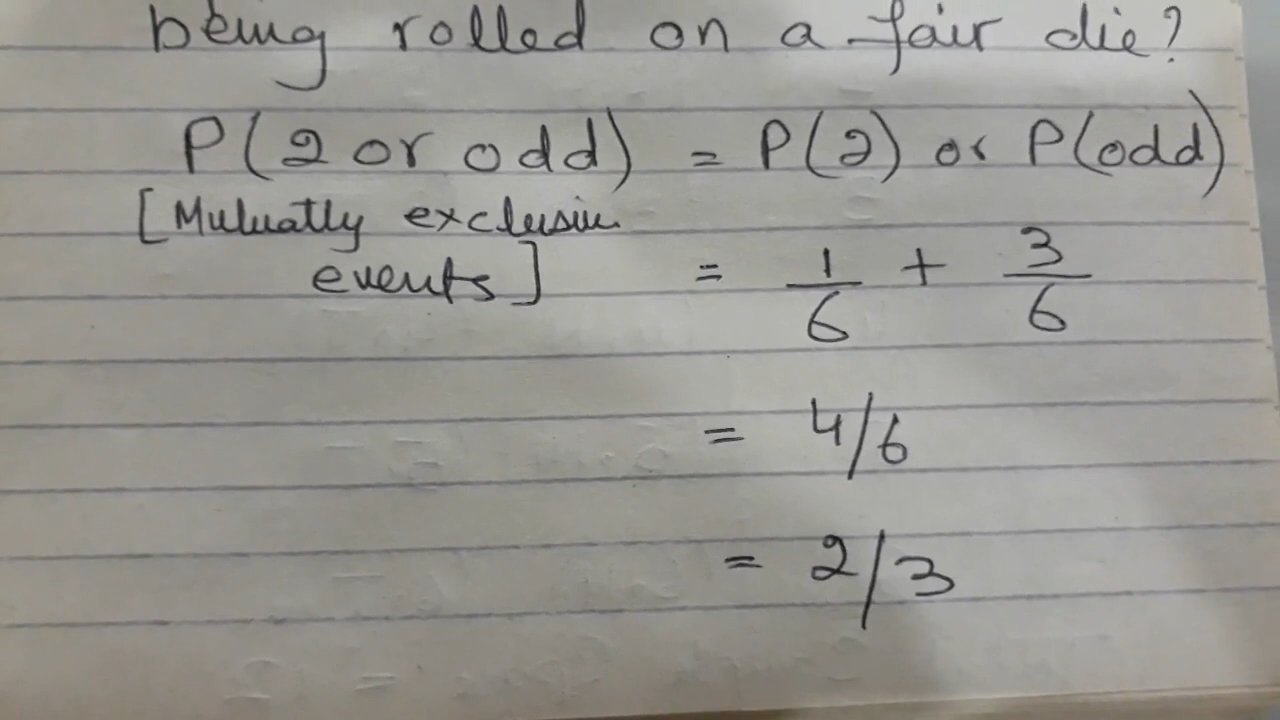 being rolled on a fair die?
P(2 or odd) = P(2) or P(odd)
[Mutually exclusive
events] = 1/6 + 3/6
= 4/6
= 2/3